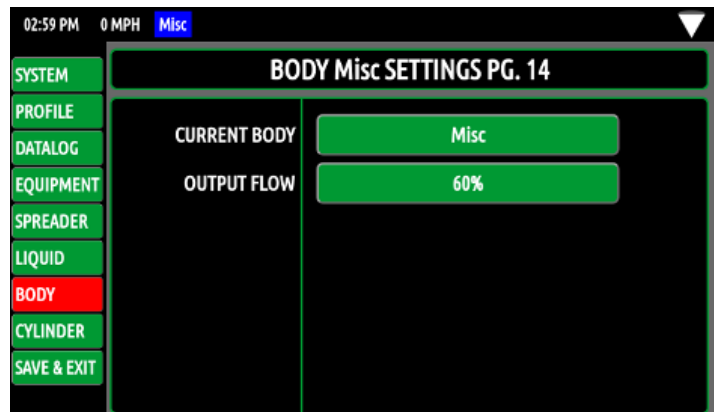 02:59 PM 0 MPH Misc
BODY Misc SETTINGS PG. 14
SYSTEM
PROFILE
DATALOG
EQUIPMENT
SPREADER
LIQUID
BODY
CYLINDER
SAVE & EXIT
CURRENT BODY Misc
OUTPUT FLOW 60%